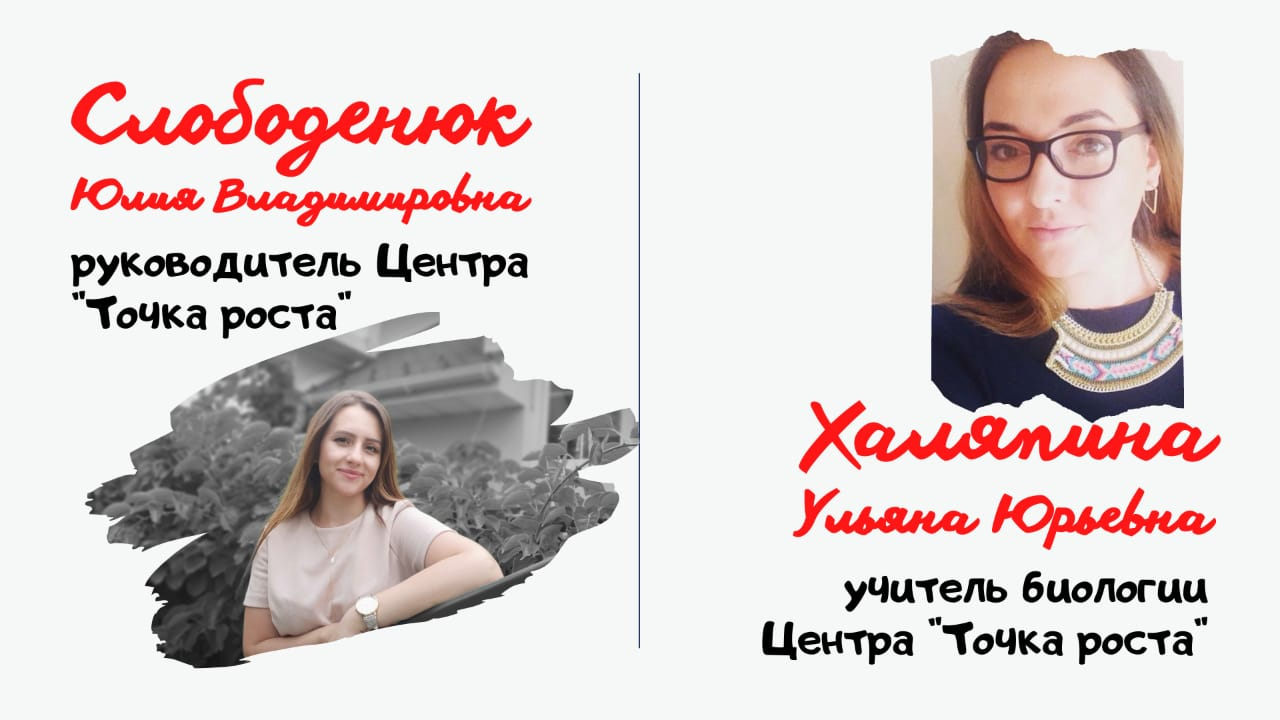 Слободенюк
Юлия Владимировна
руководитель Центра
"Точка роста"
Халяпина
Ульяна Юрьевна
учитель биологии
Центра "Точка роста"